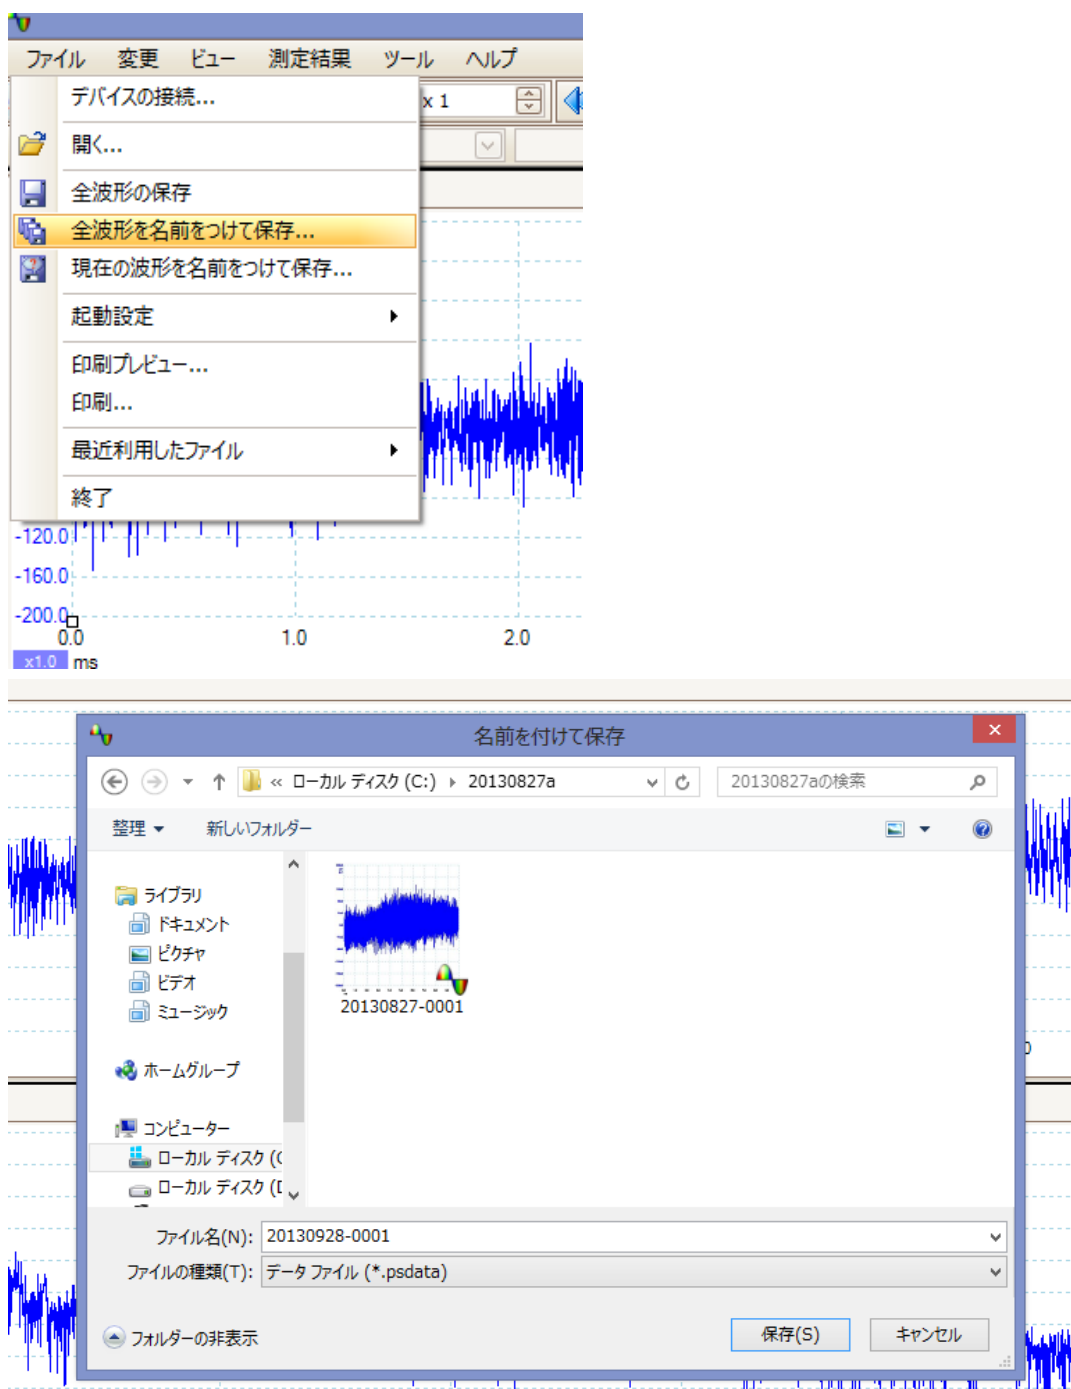 ファイル 変更 ビュー 測定結果 ツール ヘルプ
デバイスの接続...
x 1
開く...
全波形の保存
全波形を名前をつけて保存...
現在の波形を名前をつけて保存...
起動設定
印刷プレビュー...
印刷...
最近利用したファイル
終了
-120.0
-160.0
-200.0
0.0 1.0 2.0
x1.0 ms
名前を付けて保存
« ローカル ディスク (C:) 20130827a 20130827aの検索
整理 新しいフォルダー
ライブラリ
ドキュメント
ピクチャ
ビデオ
ミュージック
20130827-0001
ホームグループ
コンピューター
ローカル ディスク (C
ローカル ディスク (D
ファイル名(N): 20130928-0001
ファイルの種類(T): データ ファイル (*.psdata)
フォルダーの非表示 保存(S) キャンセル